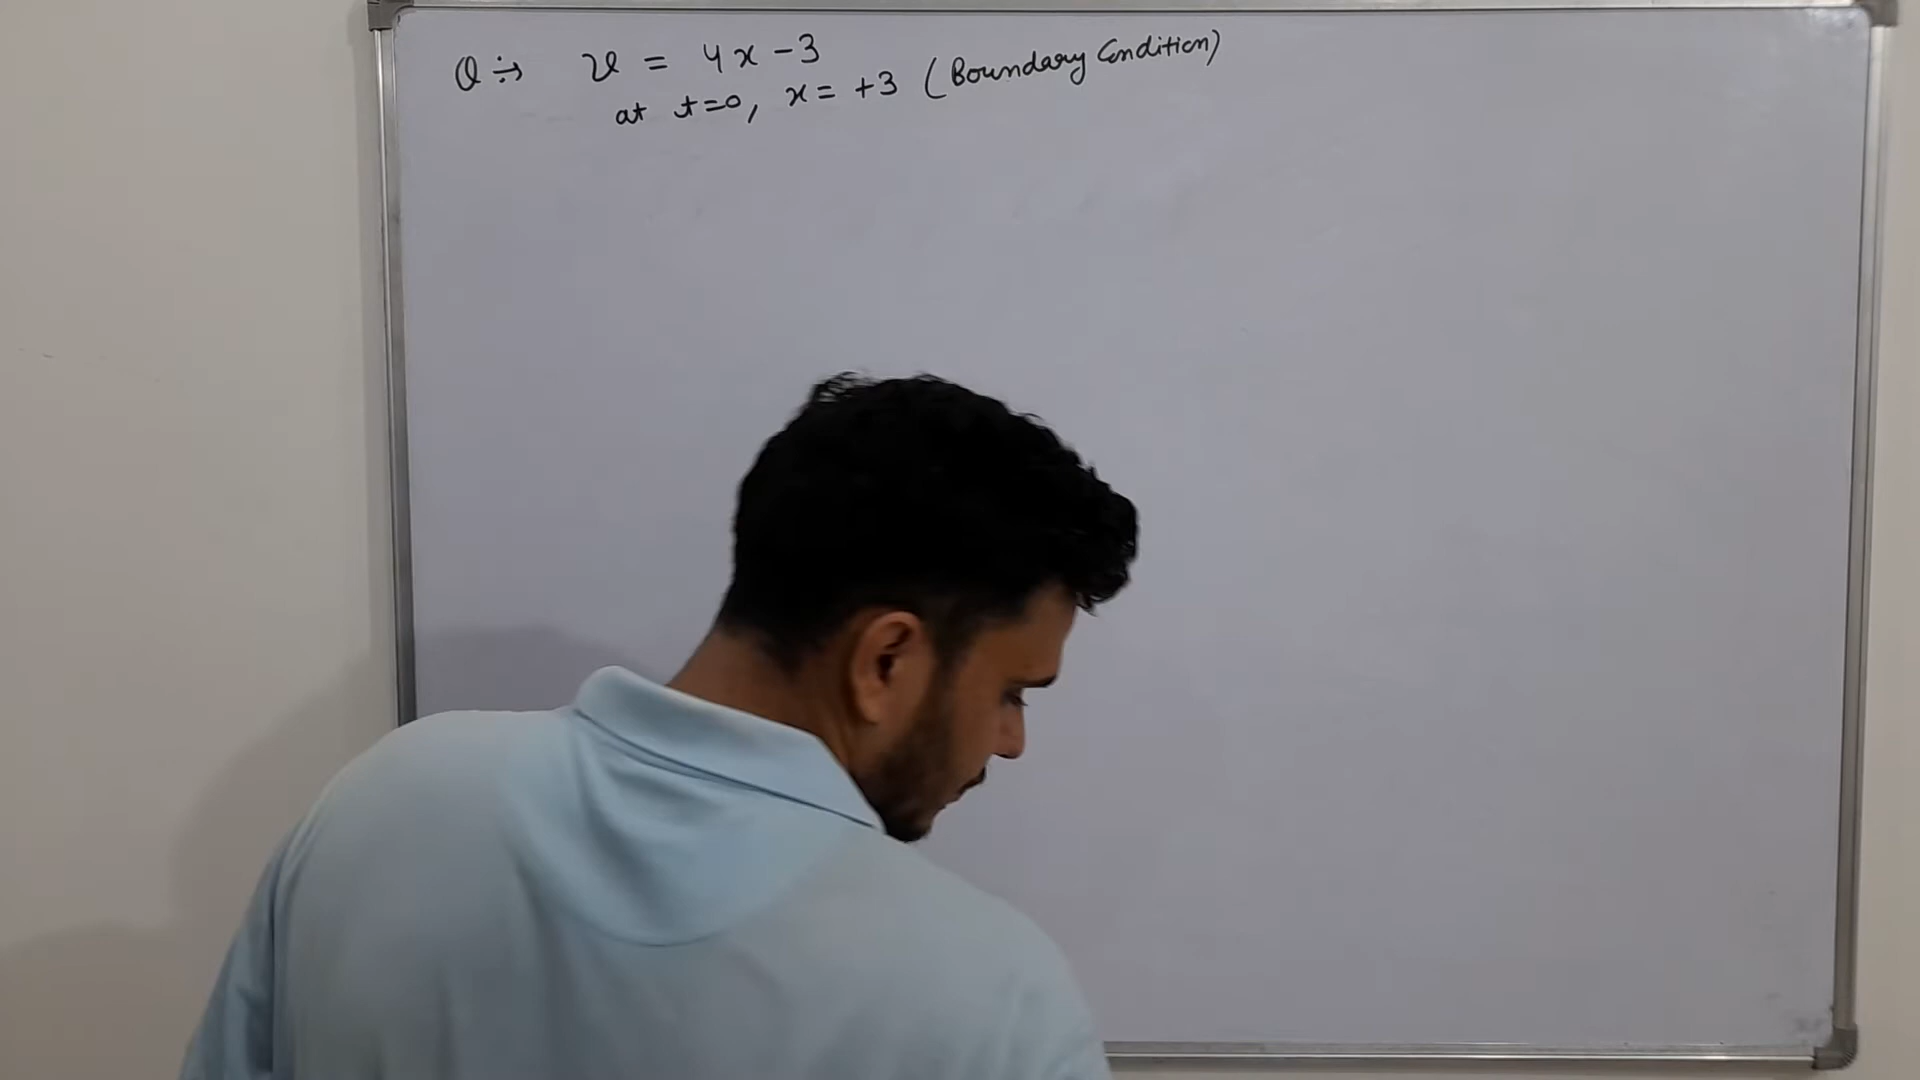 Q ÷→ v = 4x - 3
at t=0, x = +3 (Boundary Condition)